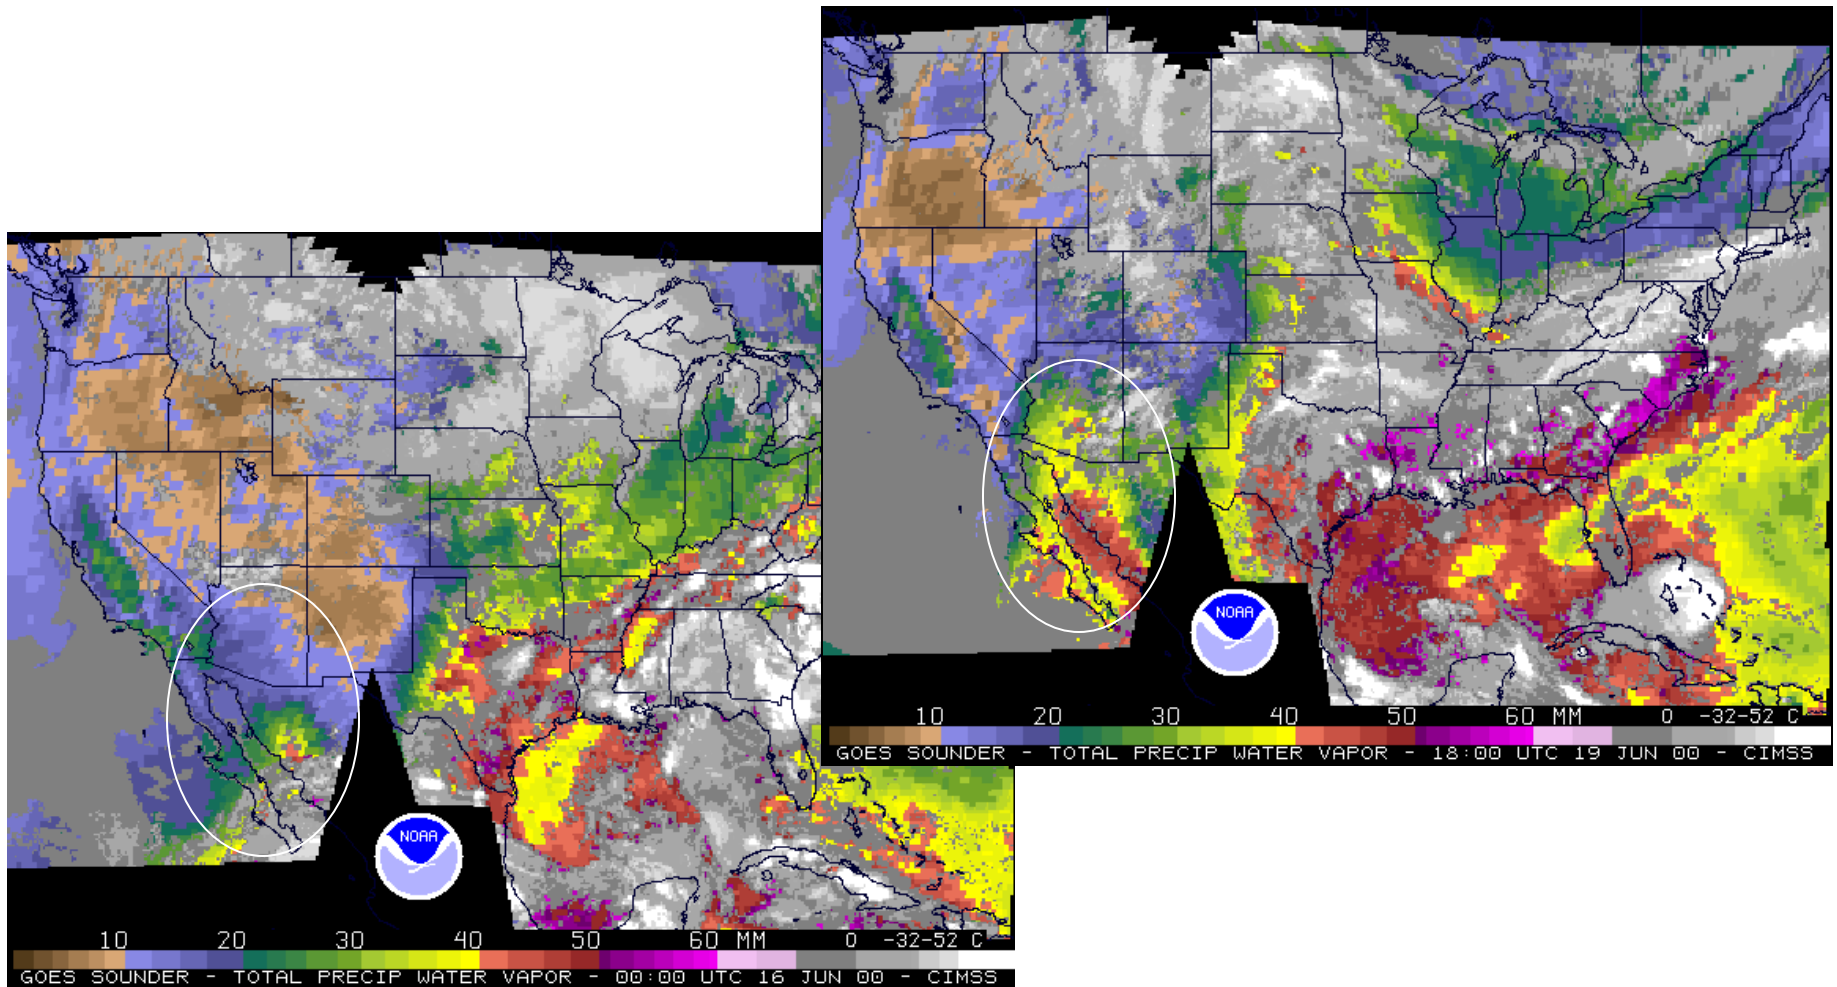 NOAA
10 20 30 40 50 60 MM 0 -32-52 C
GOES SOUNDER - TOTAL PRECIP WATER VAPOR - 18:00 UTC 19 JUN 00 - CIMSS
NOAA
10 20 30 40 50 60 MM 0 -32-52 C
GOES SOUNDER - TOTAL PRECIP WATER VAPOR - 00:00 UTC 16 JUN 00 - CIMSS